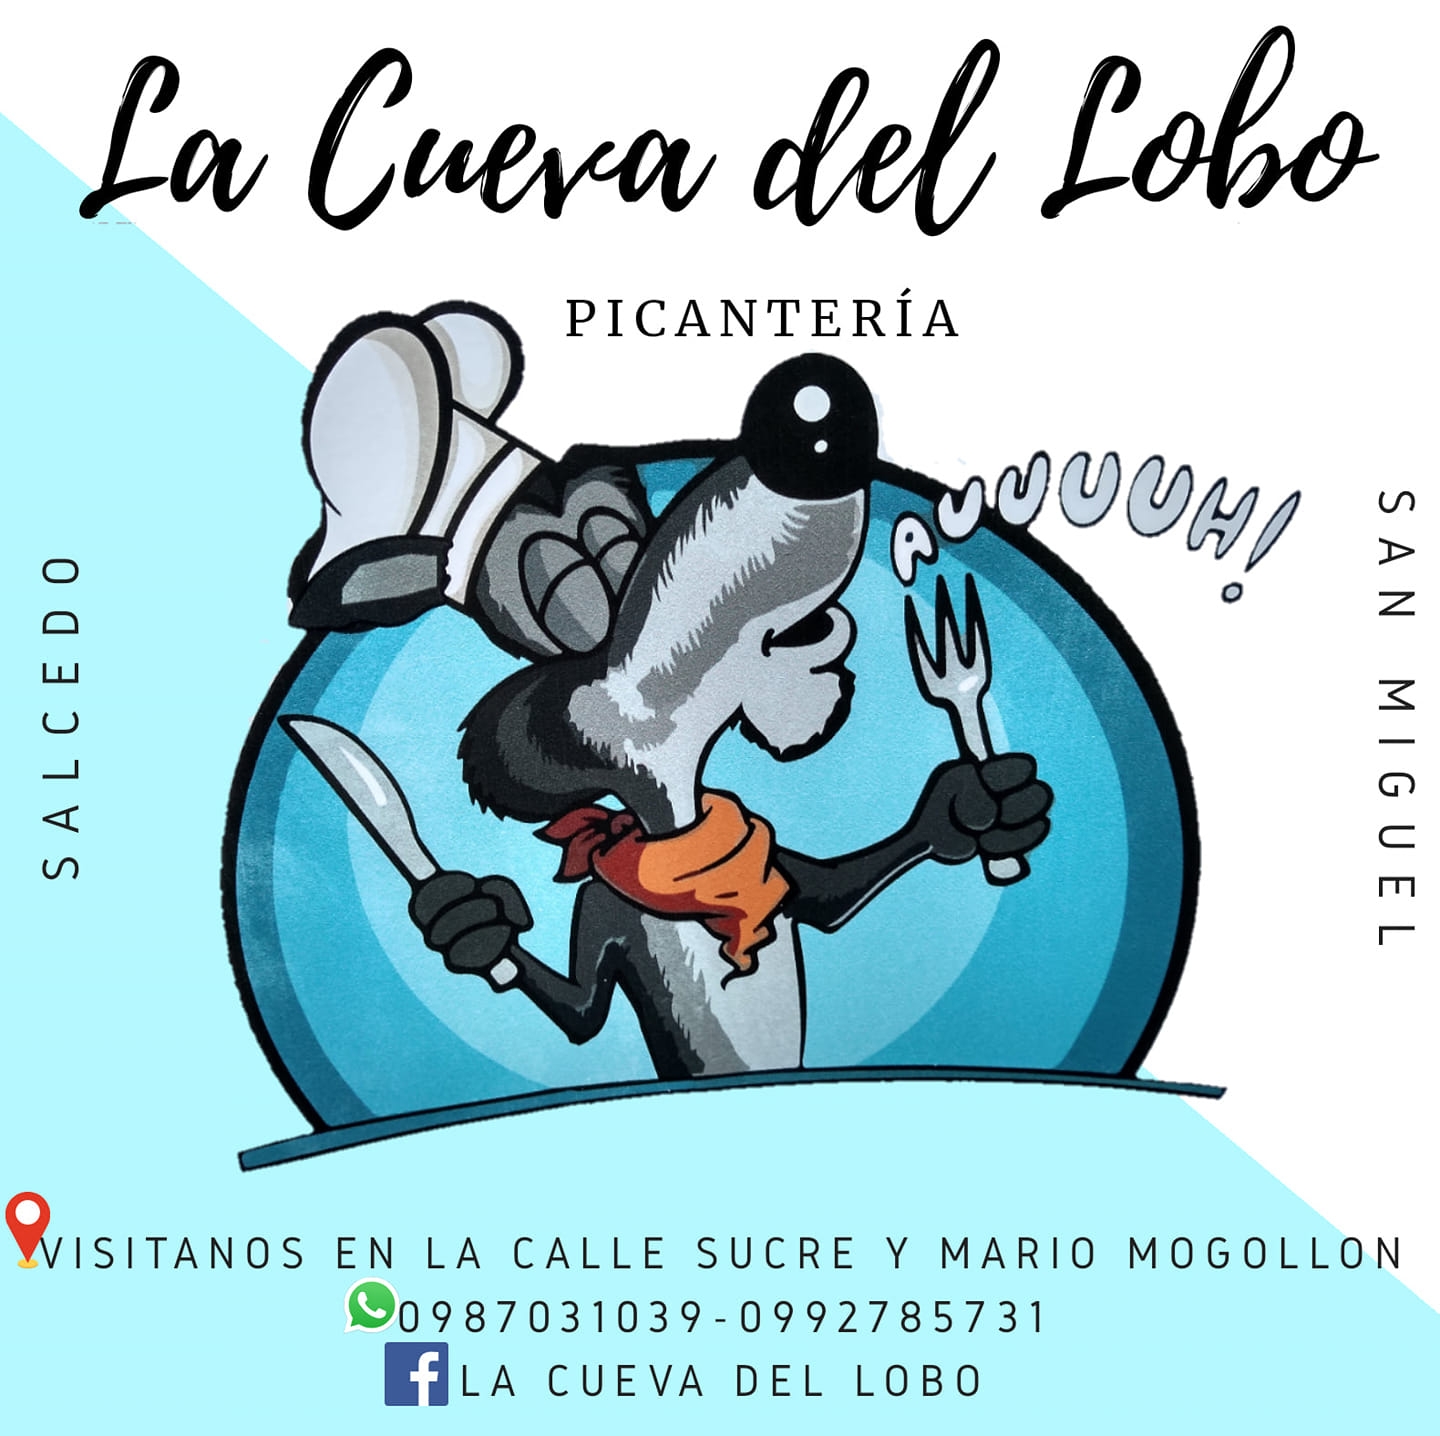 La Cueva del Lobo
PICANTERÍA
AUUUUUH!
SALCEDO
SAN MIGUEL
VISITANOS EN LA CALLE SUCRE Y MARIO MOGOLLON
0987031039-0992785731
LA CUEVA DEL LOBO